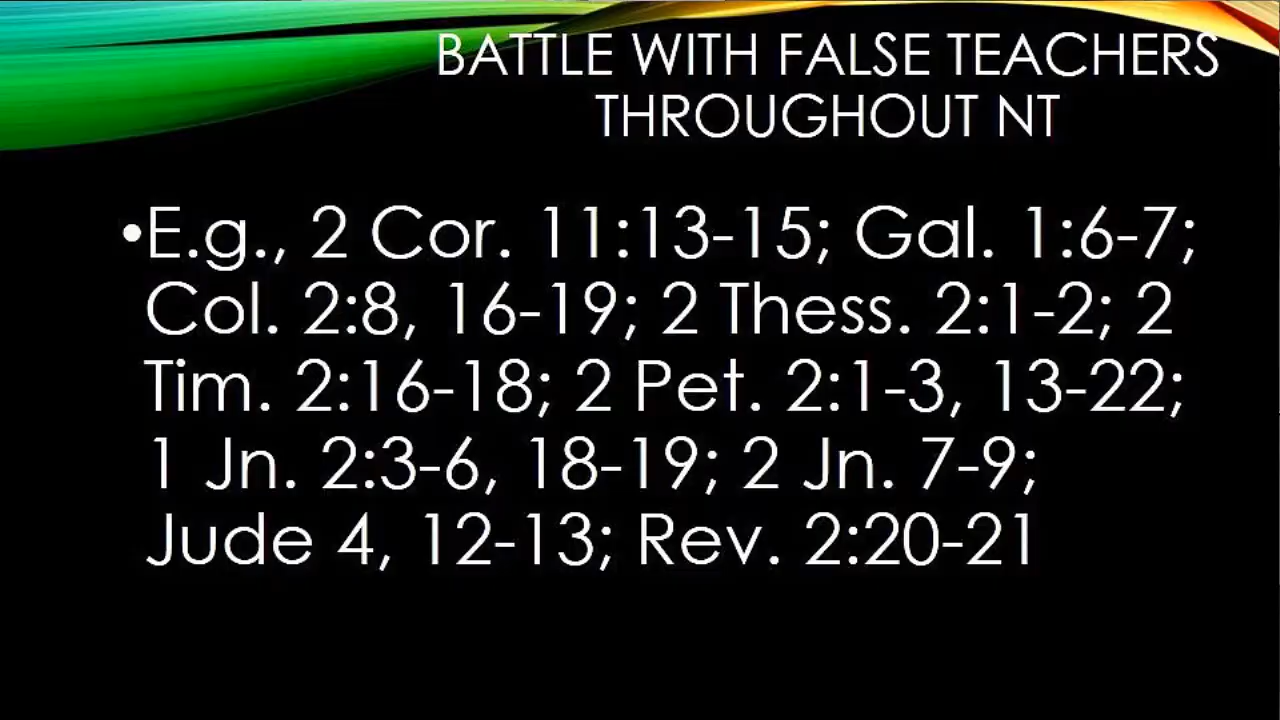 BATTLE WITH FALSE TEACHERS
THROUGHOUT NT
•E.g., 2 Cor. 11:13-15; Gal. 1:6-7;
Col. 2:8, 16-19; 2 Thess. 2:1-2; 2
Tim. 2:16-18; 2 Pet. 2:1-3, 13-22;
1 Jn. 2:3-6, 18-19; 2 Jn. 7-9;
Jude 4, 12-13; Rev. 2:20-21